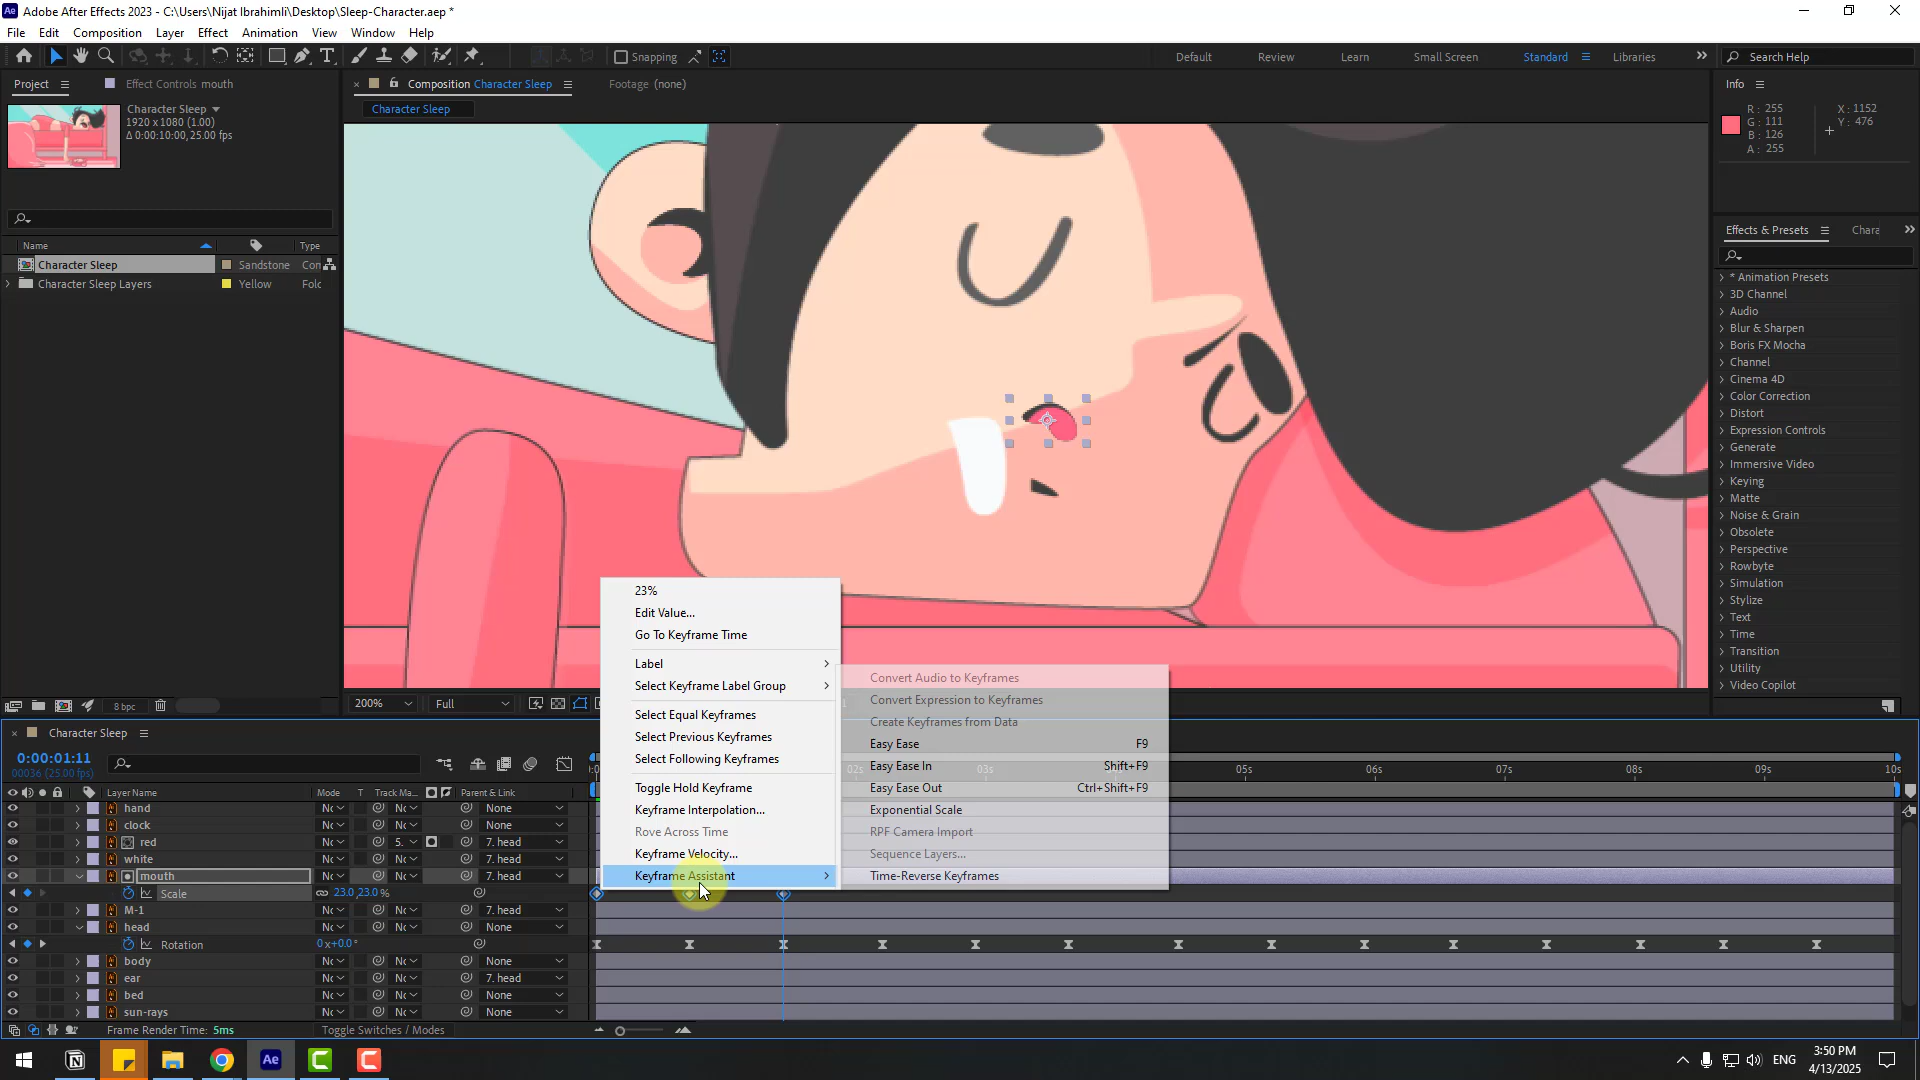 Adobe After Effects 2023 - C:\Users\Nijat Ibrahimli\Desktop\Sleep-Character.aep *
File Edit Composition Layer Effect Animation View Window Help
Snapping
Default Review Learn Small Screen Standard Libraries
Search Help
Project
Effect Controls mouth
Character Sleep
1920 x 1080 (1.00)
Δ 0:00:10:00, 25.00 fps
Name Type
Character Sleep Sandstone Con
Character Sleep Layers Yellow Fold
8 bpc
Composition Character Sleep
Footage (none)
Character Sleep
200% Full
Info
R: 255
G: 111
B: 126
A: 255
X: 1152
Y: 476
Effects & Presets
Chara
* Animation Presets
3D Channel
Audio
Blur & Sharpen
Boris FX Mocha
Channel
Cinema 4D
Color Correction
Distort
Expression Controls
Generate
Immersive Video
Keying
Matte
Noise & Grain
Obsolete
Perspective
Rowbyte
Simulation
Stylize
Text
Time
Transition
Utility
Video Copilot
23%
Edit Value...
Go To Keyframe Time
Label
Select Keyframe Label Group
Select Equal Keyframes
Select Previous Keyframes
Select Following Keyframes
Toggle Hold Keyframe
Keyframe Interpolation...
Rove Across Time
Keyframe Velocity...
Keyframe Assistant
Convert Audio to Keyframes
Convert Expression to Keyframes
Create Keyframes from Data
Easy Ease F9
Easy Ease In Shift+F9
Easy Ease Out Ctrl+Shift+F9
Exponential Scale
RPF Camera Import
Sequence Layers...
Time-Reverse Keyframes
Character Sleep
0:00:01:11
00036 (25.00 fps)
02s 03s 05s 06s 07s 08s 09s 10s
Layer Name Mode T Track Ma... Parent & Link
hand None
clock None
red 5. 7. head
white 7. head
mouth 7. head
Scale 23.0,23.0 %
M-1 7. head
head None
Rotation 0x+0.0°
body None
ear 7. head
bed None
sun-rays None
Frame Render Time: 5ms
Toggle Switches / Modes
ENG
3:50 PM
4/13/2025